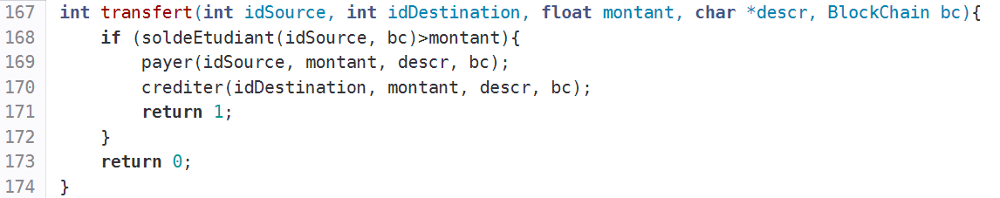 167 int transfert(int idSource, int idDestination, float montant, char *descr, BlockChain bc){
168     if (soldeEtudiant(idSource, bc)>montant){
169         payer(idSource, montant, descr, bc);
170         crediter(idDestination, montant, descr, bc);
171         return 1;
172     }
173     return 0;
174 }